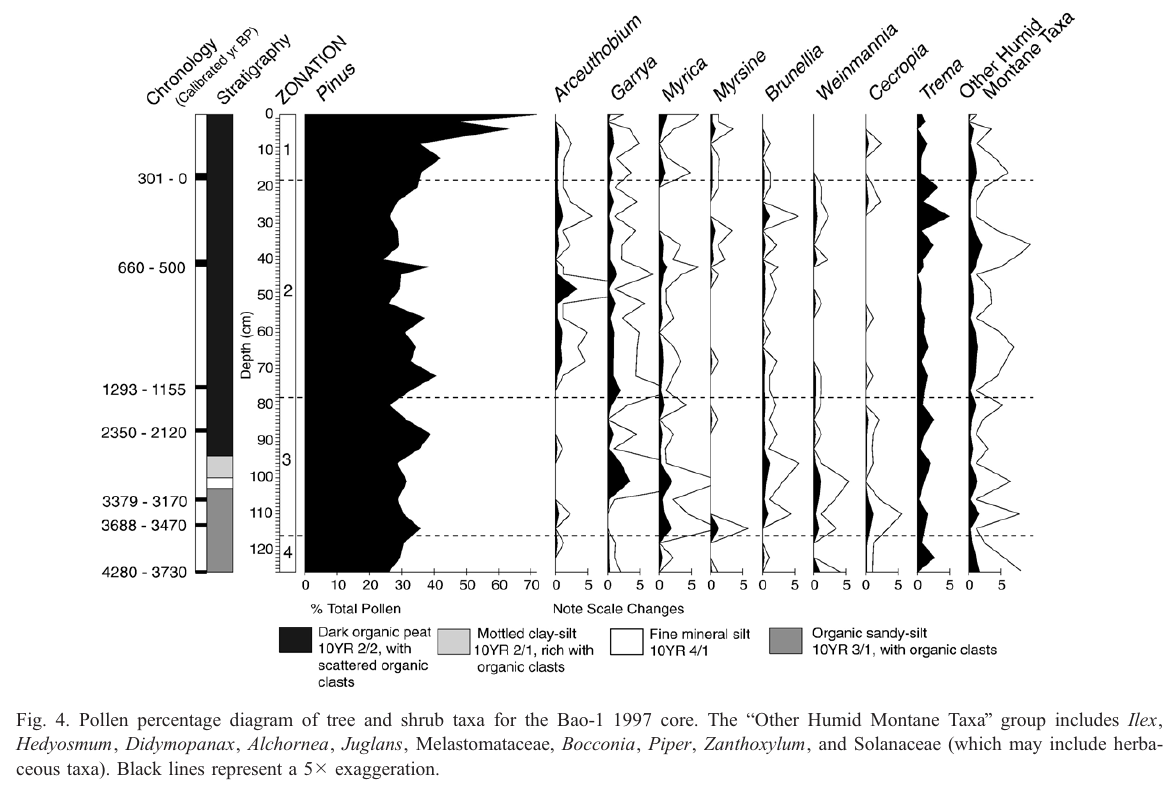 Chronology
(Calibrated yr BP)
Stratigraphy
ZONATION
Pinus
Arceuthobium
Garrya
Myrica
Myrsine
Brunellia
Weinmannia
Cecropia
Trema
Other Humid
Montane Taxa
301 - 0
660 - 500
1293 - 1155
2350 - 2120
3379 - 3170
3688 - 3470
4280 - 3730
Depth (cm)
0
10
20
30
40
50
60
70
80
90
100
110
120
1
2
3
4
0 10 20 30 40 50 60 70
0 5 0 5 0 5 0 5 0 5 0 5 0 5 0 5 0 5
% Total Pollen
Note Scale Changes
Dark organic peat
10YR 2/2, with
scattered organic
clasts
Mottled clay-silt
10YR 2/1, rich with
organic clasts
Fine mineral silt
10YR 4/1
Organic sandy-silt
10YR 3/1, with organic clasts
Fig. 4. Pollen percentage diagram of tree and shrub taxa for the Bao-1 1997 core. The “Other Humid Montane Taxa” group includes Ilex,
Hedyosmum, Didymopanax, Alchornea, Juglans, Melastomataceae, Bocconia, Piper, Zanthoxylum, and Solanaceae (which may include herba-
ceous taxa). Black lines represent a 5× exaggeration.